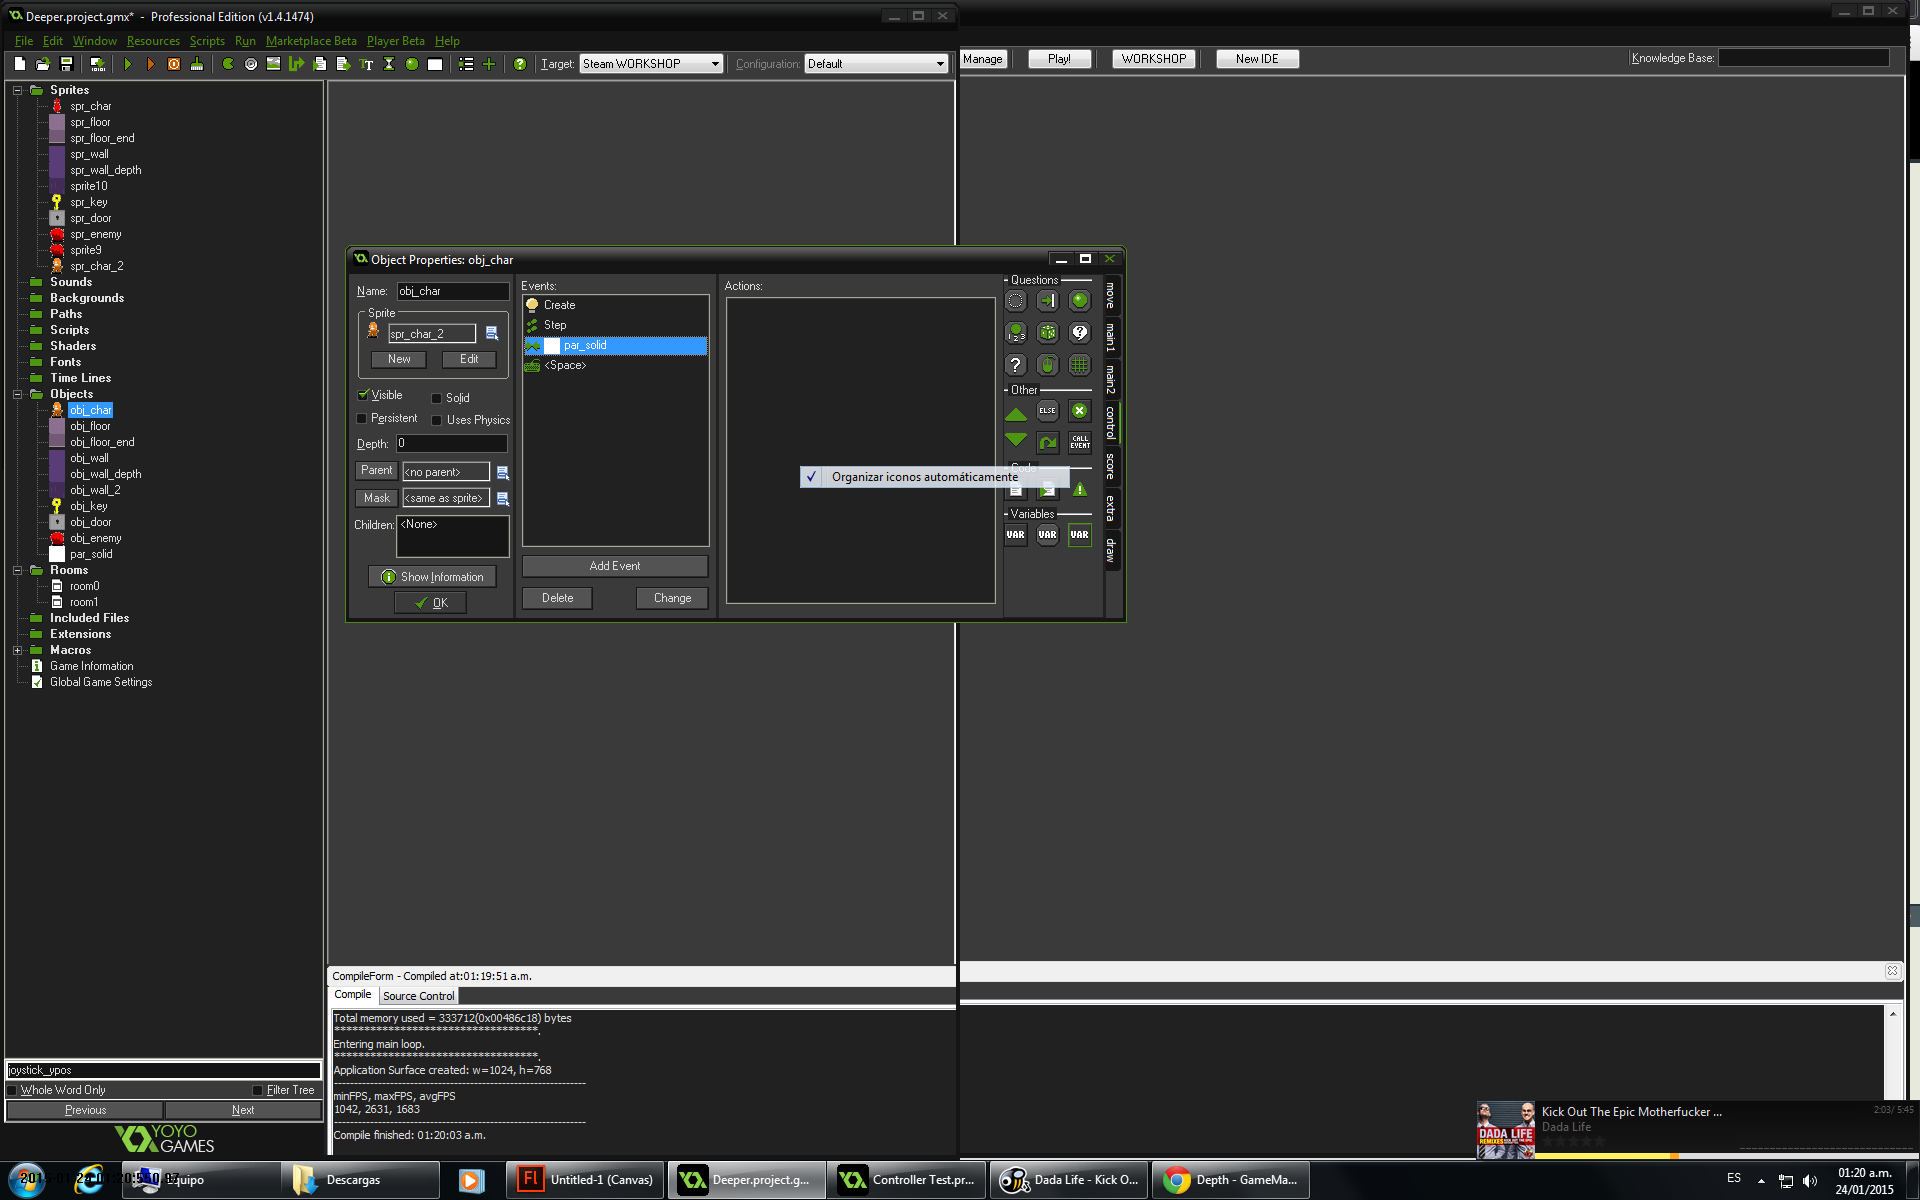 Deeper.project.gmx* - Professional Edition (v1.4.1474)
File Edit Window Resources Scripts Run Marketplace Beta Player Beta Help
Target: Steam WORKSHOP Configuration: Default
Manage Play! WORKSHOP New IDE Knowledge Base:
Sprites
spr_char
spr_floor
spr_floor_end
spr_wall
spr_wall_depth
sprite10
spr_key
spr_door
spr_enemy
sprite9
spr_char_2
Sounds
Backgrounds
Paths
Scripts
Shaders
Fonts
Time Lines
Objects
obj_char
obj_floor
obj_floor_end
obj_wall
obj_wall_depth
obj_wall_2
obj_key
obj_door
obj_enemy
par_solid
Rooms
room0
room1
Included Files
Extensions
Macros
Game Information
Global Game Settings
joystick_ypos
Whole Word Only Filter Tree
Previous Next
YOYO
GAMES
Object Properties: obj_char
Name: obj_char
Sprite
spr_char_2
New Edit
Visible Solid
Persistent Uses Physics
Depth: 0
Parent <no parent>
Mask <same as sprite>
Children: <None>
Show Information
OK
Events:
Create
Step
par_solid
<Space>
Add Event
Delete Change
Actions:
Organizar iconos automáticamente
Questions
Other
ELSE
CALL EVENT
Code
Variables
VAR VAR VAR
move
main1
main2
control
score
extra
draw
CompileForm - Compiled at:01:19:51 a.m.
Compile Source Control
Total memory used = 333712(0x00486c18) bytes
**********************************.
Entering main loop.
**********************************.
Application Surface created: w=1024, h=768
---------------------------------------------------------------
minFPS, maxFPS, avgFPS
1042, 2631, 1683
---------------------------------------------------------------
Compile finished: 01:20:03 a.m.
Kick Out The Epic Motherfucker ...
2:03/ 5:45
Dada Life
DADA LIFE
REMIXES
Equipo
Descargas
Untitled-1 (Canvas)
Deeper.project.g...
Controller Test.pr...
Dada Life - Kick O...
Depth - GameMa...
ES
01:20 a.m.
24/01/2015